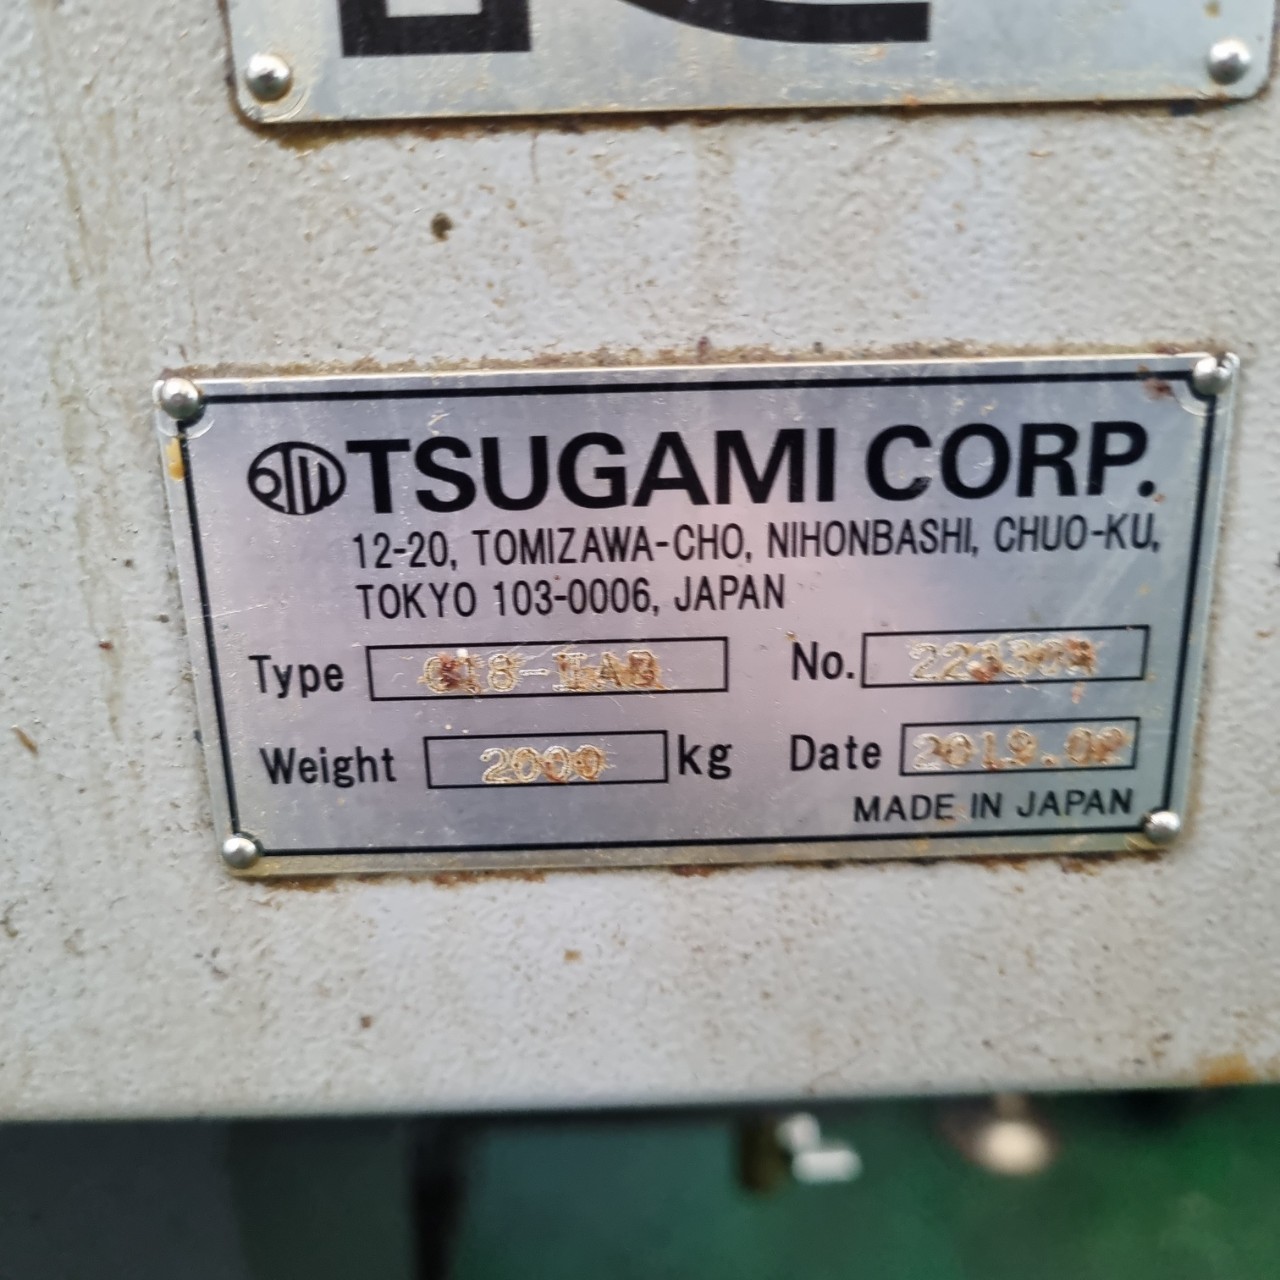 TSUGAMI CORP.
12-20, TOMIZAWA-CHO, NIHONBASHI, CHUO-KU,
TOKYO 103-0006, JAPAN
Type No.
Weight 2000 kg Date
MADE IN JAPAN